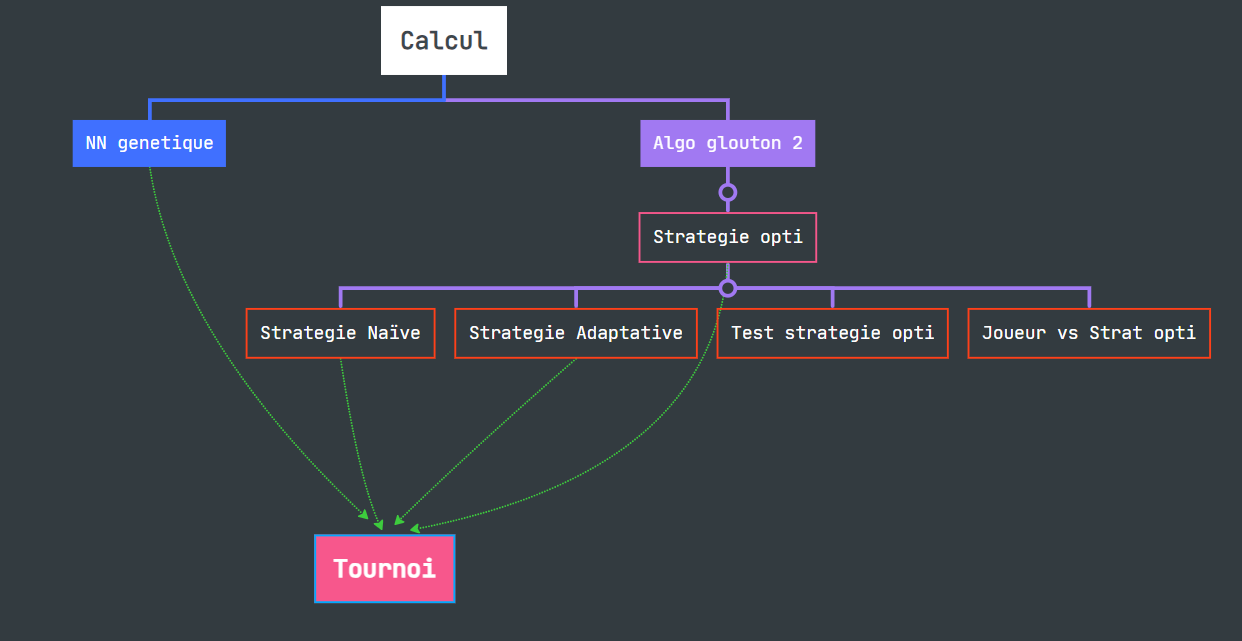 Calcul
NN genetique
Algo glouton 2
Strategie opti
Strategie Naïve
Strategie Adaptative
Test strategie opti
Joueur vs Strat opti
Tournoi